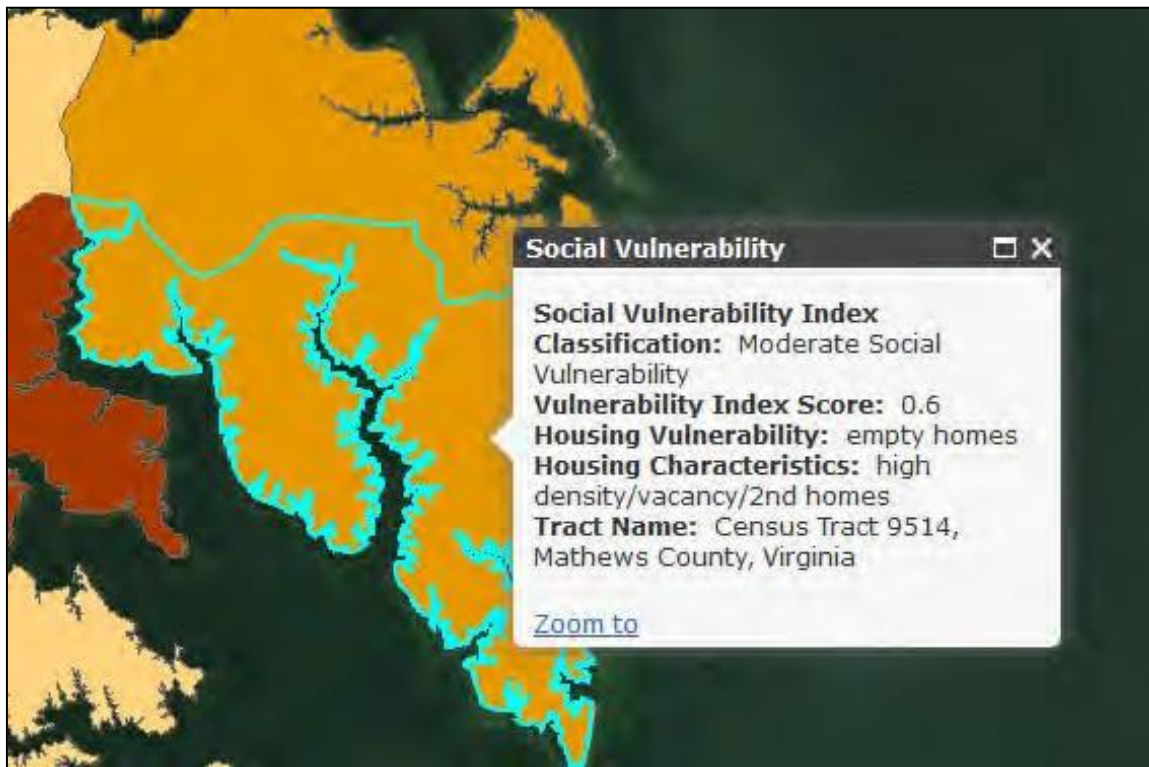 Social Vulnerability
Social Vulnerability Index
Classification: Moderate Social
Vulnerability
Vulnerability Index Score: 0.6
Housing Vulnerability: empty homes
Housing Characteristics: high
density/vacancy/2nd homes
Tract Name: Census Tract 9514,
Mathews County, Virginia
Zoom to